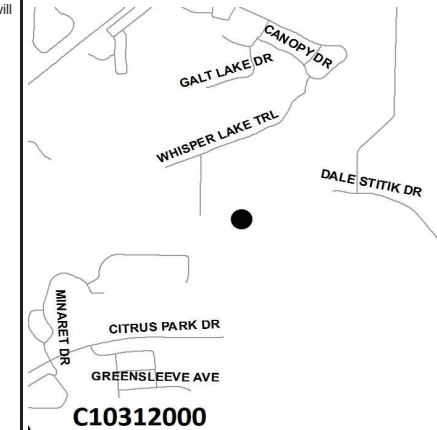 will
CANOPY DR
GALT LAKE DR
WHISPER LAKE TRL
DALE STITIK DR
MINARET DR
CITRUS PARK DR
GREENSLEEVE AVE
C10312000